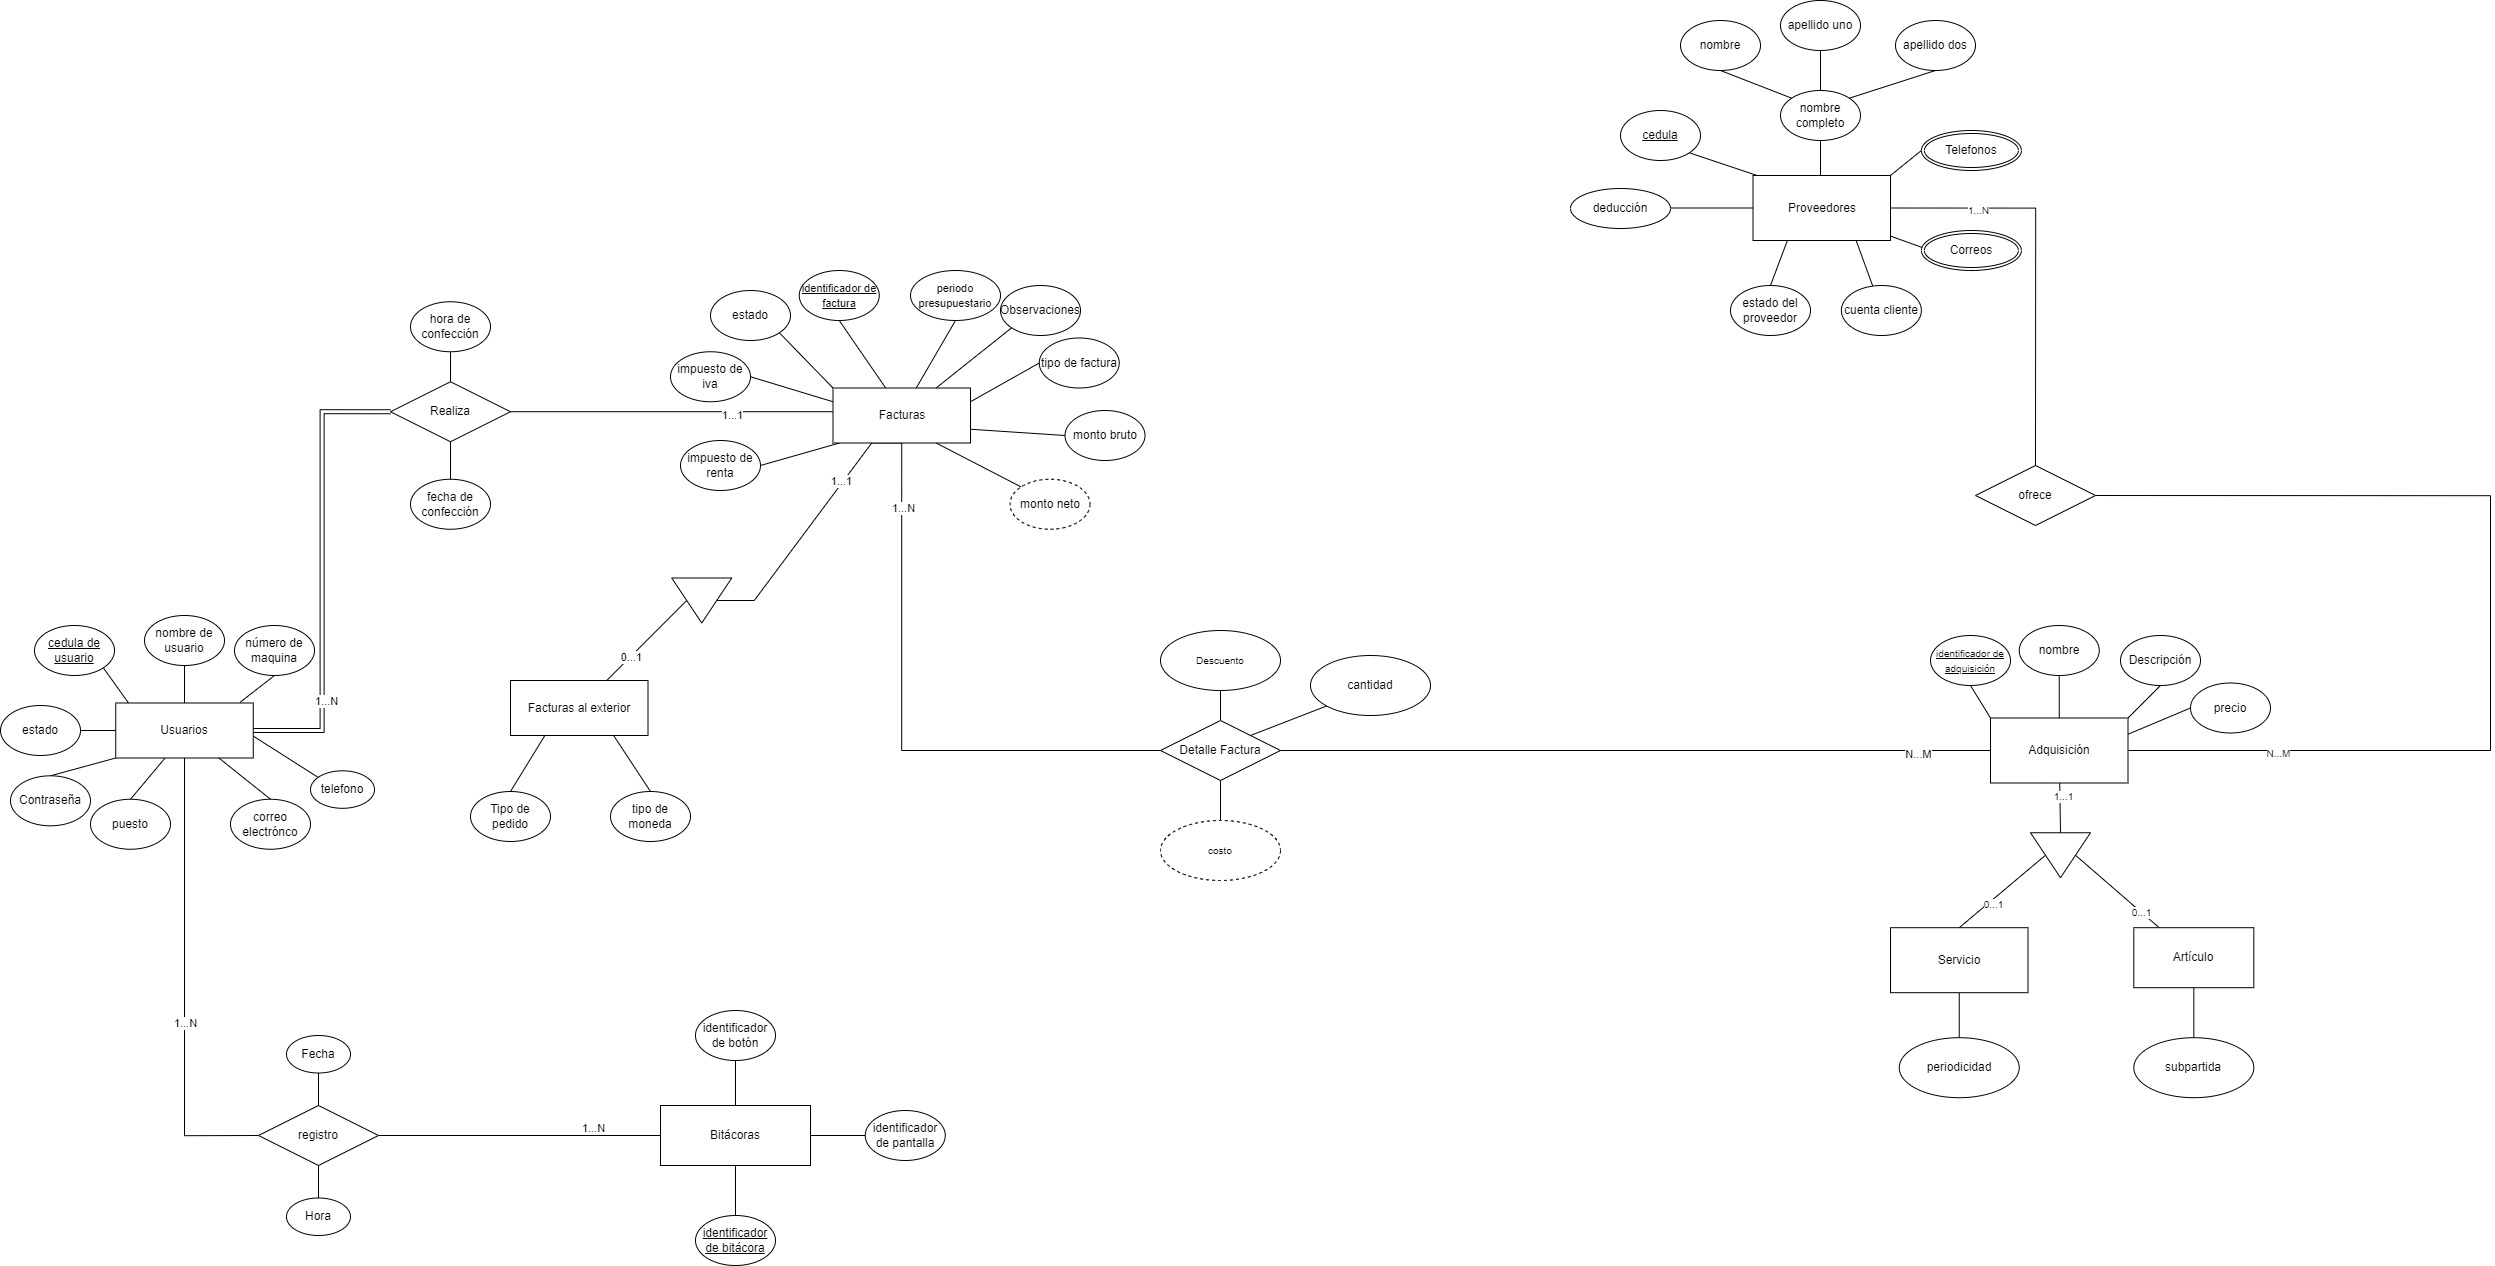 apellido uno
nombre
apellido dos
nombre
completo
cedula
Telefonos
deducción
Proveedores
1...N
Correos
estado del
proveedor
cuenta cliente
identificador de
factura
periodo
presupuestario
Observaciones
estado
hora de
confección
tipo de factura
impuesto de
iva
Realiza
1...1
Facturas
monto bruto
impuesto de
renta
1...1
fecha de
confección
1...N
monto neto
ofrece
cedula de
usuario
nombre de
usuario
número de
maquina
0...1
1...N
Descuento
cantidad
identificador de
adquisición
nombre
Descripción
precio
estado
Usuarios
Facturas al exterior
Detalle Factura
N...M
Adquisición
N...M
Contraseña
puesto
correo
electrónco
telefono
Tipo de
pedido
tipo de
moneda
costo
1...1
0...1
0...1
Servicio
Artículo
periodicidad
subpartida
1...N
Fecha
identificador
de botón
registro
1...N
Bitácoras
identificador
de pantalla
Hora
identificador
de bitácora